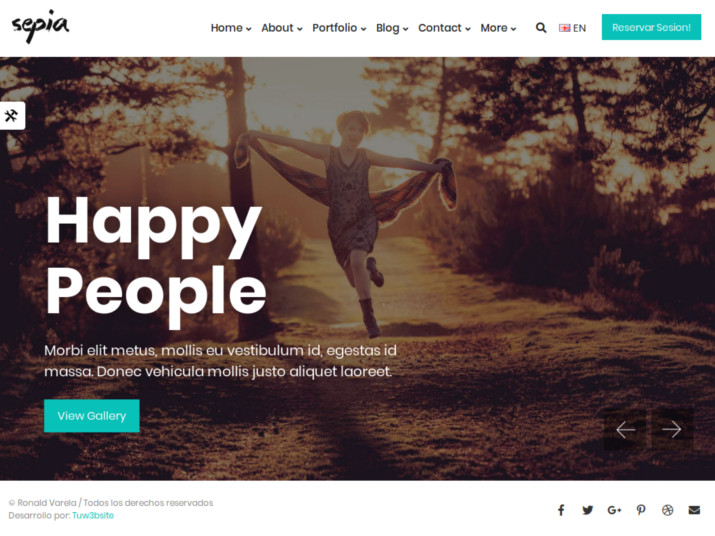 sepia
Home About Portfolio Blog Contact More EN Reservar Sesion!
Happy
People
Morbi elit metus, mollis eu vestibulum id, egestas id
massa. Donec vehicula mollis justo aliquet laoreet.
View Gallery
© Ronald Varela / Todos los derechos reservados
Desarrollo por: Tuw3bsite